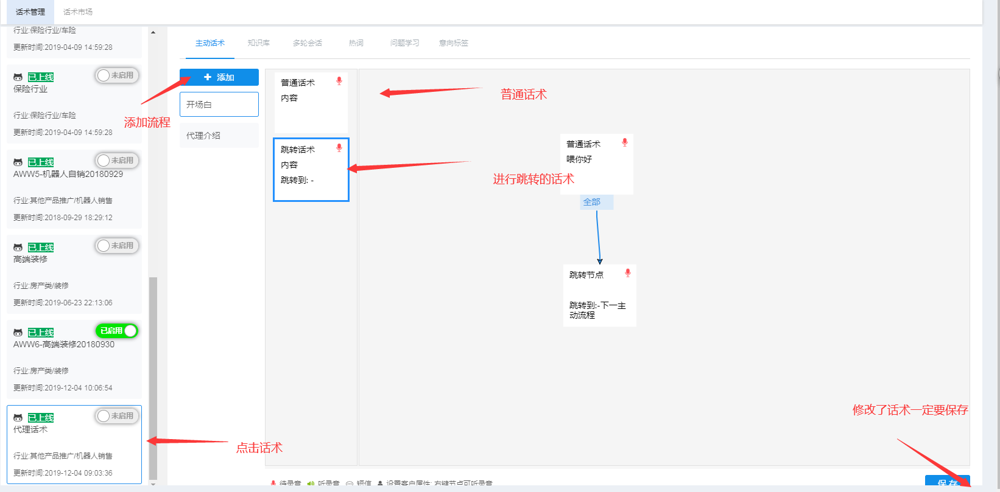 话术管理
话术市场
行业:保险行业/车险
更新时间:2019-04-09 14:59:28
已上线
未启用
保险行业
行业:保险行业/车险
更新时间:2019-04-09 14:59:28
已上线
未启用
AWW5-机器人自销20180929
行业:其他产品推广/机器人销售
更新时间:2018-09-29 18:29:12
已上线
未启用
高端装修
行业:房产类/装修
更新时间:2019-06-23 22:13:06
已上线
已启用
AWW6-高端装修20180930
行业:房产类/装修
更新时间:2019-12-04 10:06:54
已上线
未启用
代理话术
行业:其他产品推广/机器人销售
更新时间:2019-12-04 09:03:36
点击话术
主动话术
知识库
多轮会话
热词
问题学习
意向标签
添加
添加流程
开场白
代理介绍
普通话术
内容
普通话术
跳转话术
内容
跳转到: -
进行跳转的话术
普通话术
喂你好
全部
跳转节点
跳转到:-下一主
动流程
修改了话术一定要保存
待录音
听录音
短信
设置客户属性: 右键节点可听录音
保存